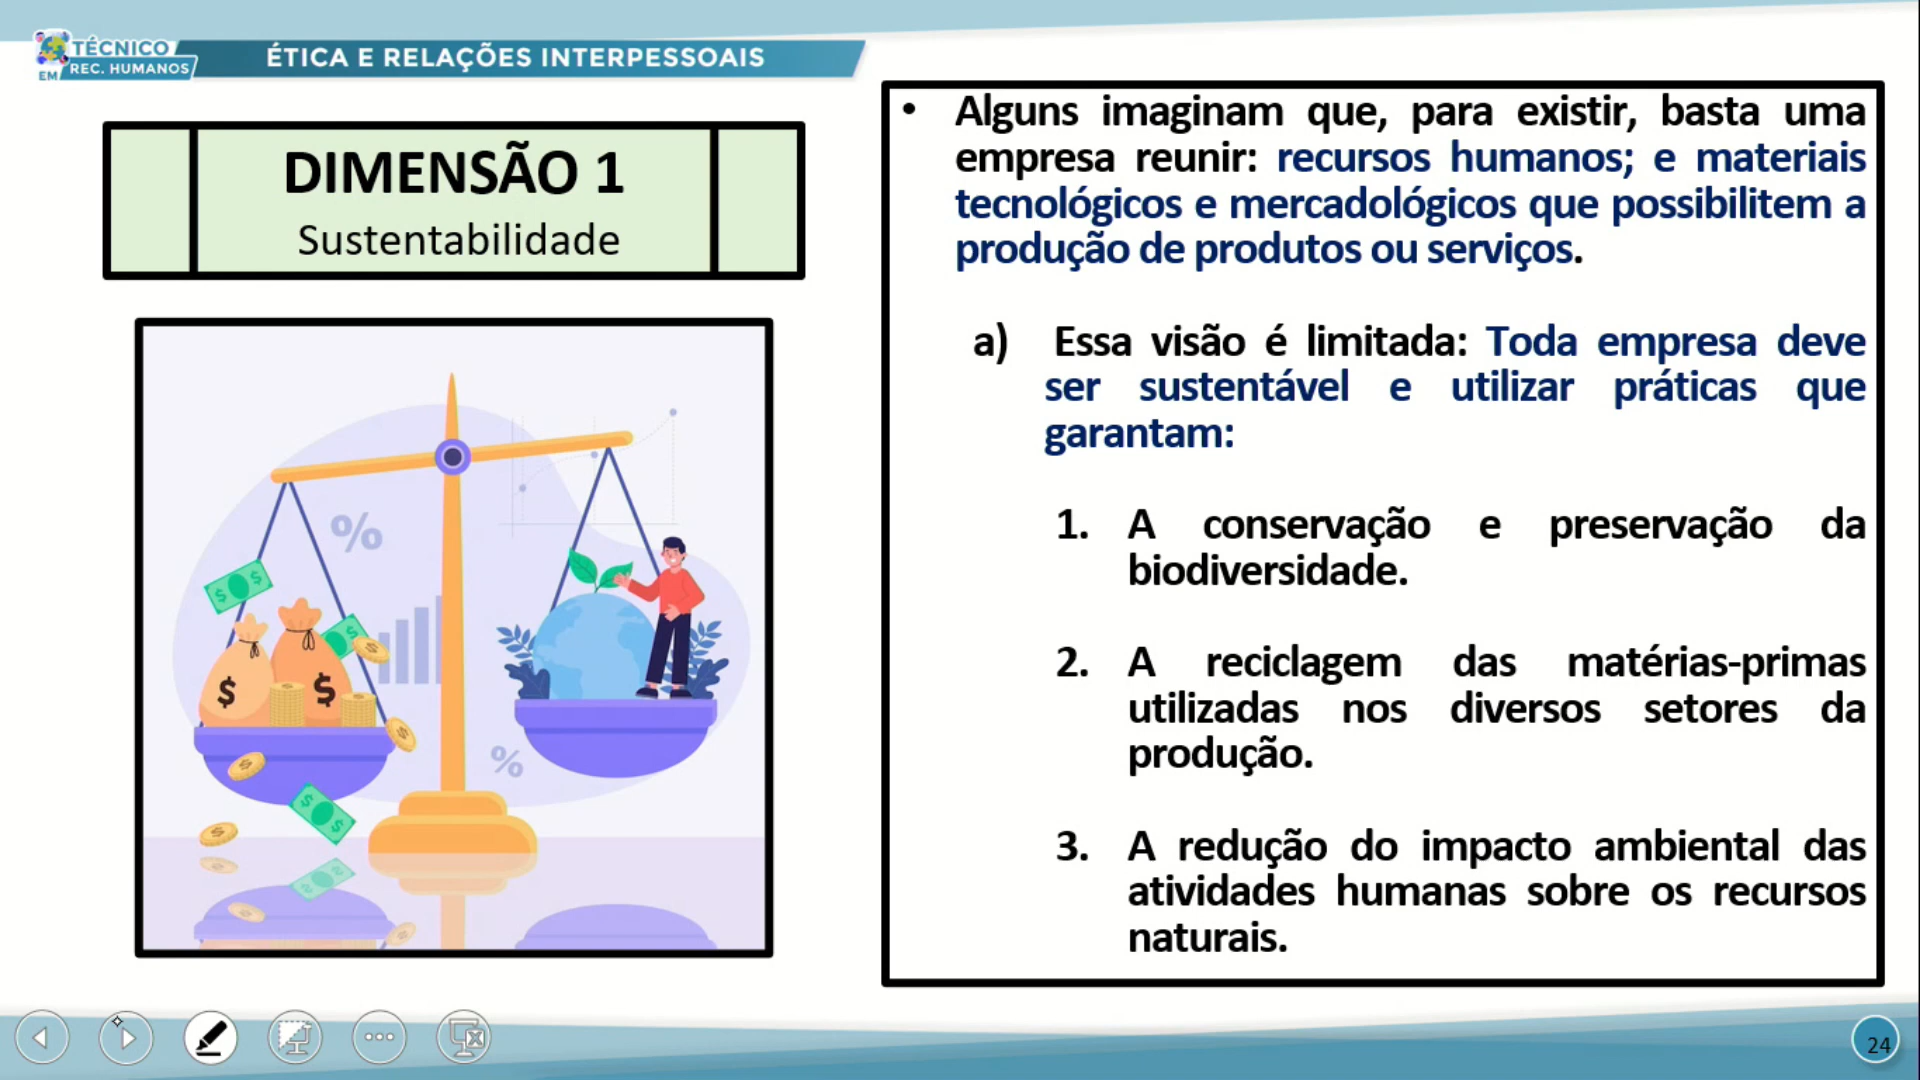 TÉCNICO
EM REC. HUMANOS
ÉTICA E RELAÇÕES INTERPESSOAIS
DIMENSÃO 1
Sustentabilidade
%
$
$
$
$
%
• Alguns imaginam que, para existir, basta uma
empresa reunir: recursos humanos; e materiais
tecnológicos e mercadológicos que possibilitem a
produção de produtos ou serviços.
a) Essa visão é limitada: Toda empresa deve
ser sustentável e utilizar práticas que
garantam:
1. A conservação e preservação da
biodiversidade.
2. A reciclagem das matérias-primas
utilizadas nos diversos setores da
produção.
3. A redução do impacto ambiental das
atividades humanas sobre os recursos
naturais.
24